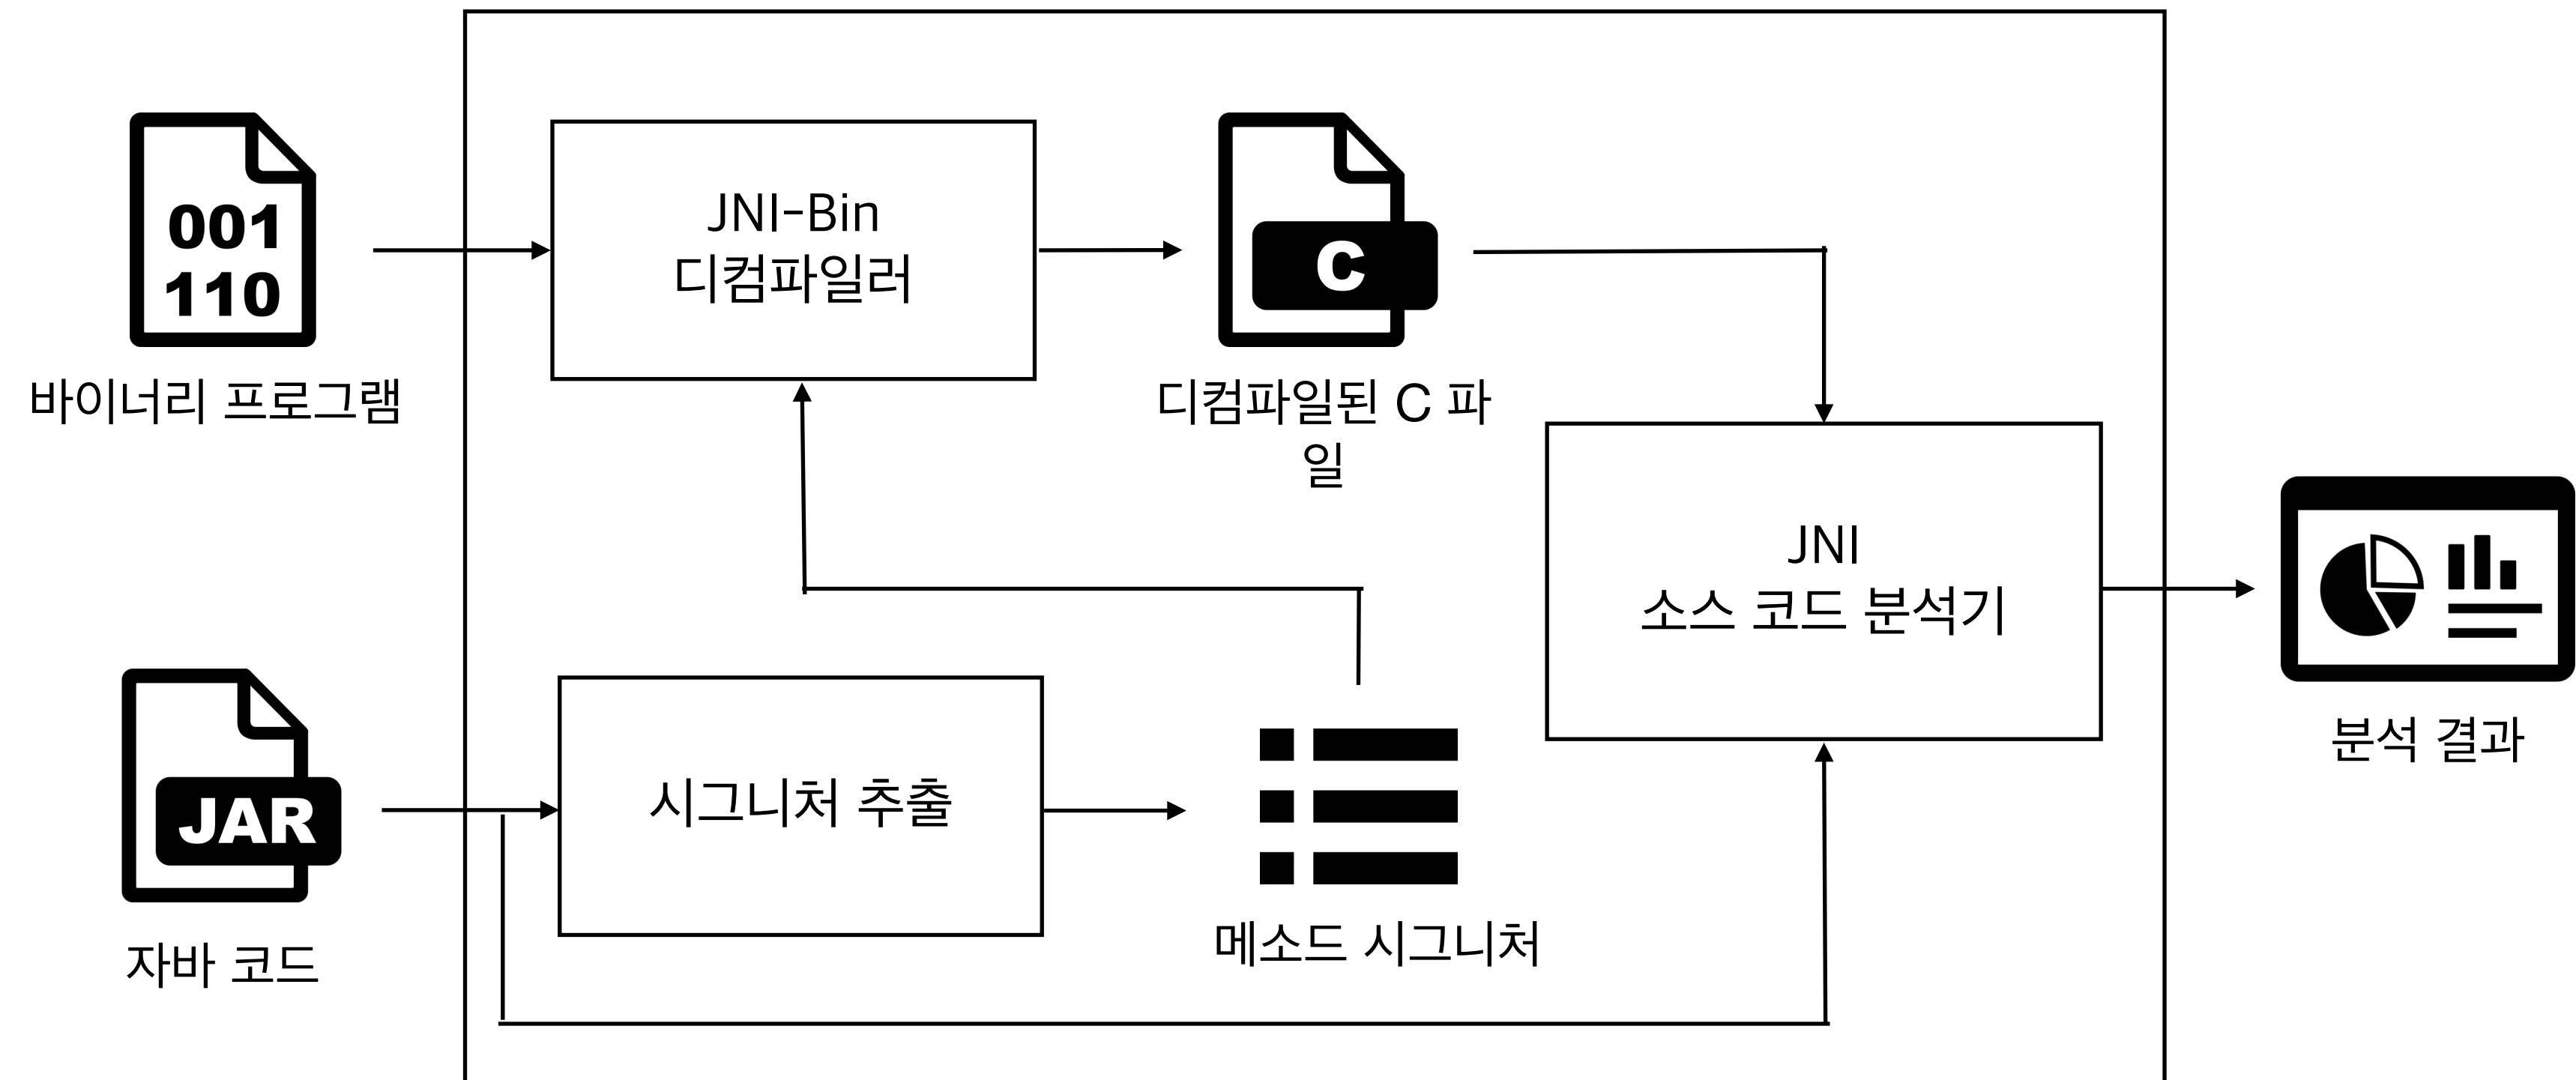 001
110
바이너리 프로그램
JNI-Bin
디컴파일러
C
디컴파일된 C 파
일
JNI
소스 코드 분석기
분석 결과
JAR
자바 코드
시그니처 추출
메소드 시그니처